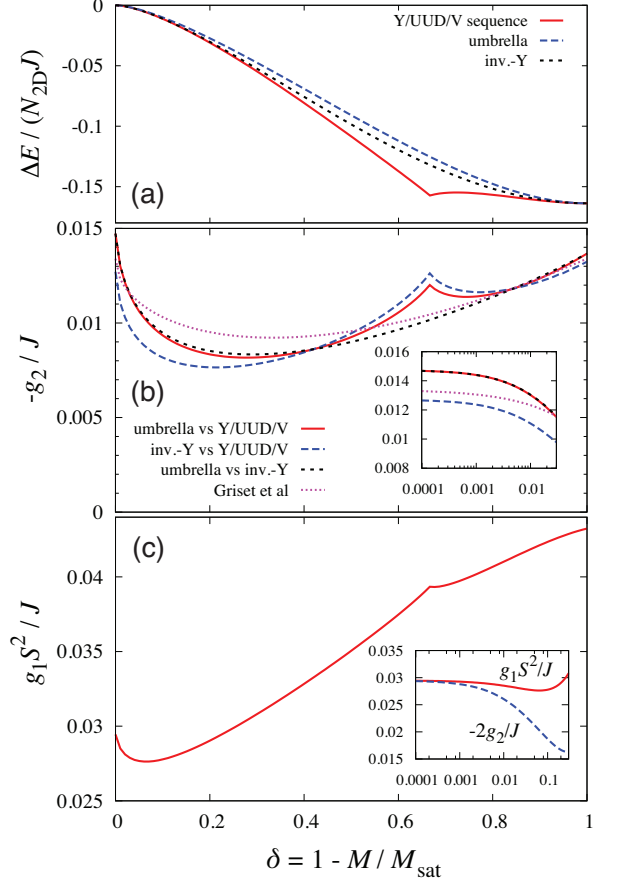 0
Y/UUD/V sequence
umbrella
inv.-Y
-0.05
-0.1
-0.15
ΔE / (N2DJ)
(a)
0.015
0.01
0.005
0
-g2 / J
(b)
umbrella vs Y/UUD/V
inv.-Y vs Y/UUD/V
umbrella vs inv.-Y
Griset et al
0.016
0.014
0.012
0.01
0.008
0.0001 0.001 0.01
(c)
0.04
0.035
0.03
0.025
g1S2 / J
0.035
0.03
0.025
0.02
0.015
g1S2/J
-2g2/J
0.0001 0.001 0.01 0.1
0 0.2 0.4 0.6 0.8 1
δ = 1 - M / Msat